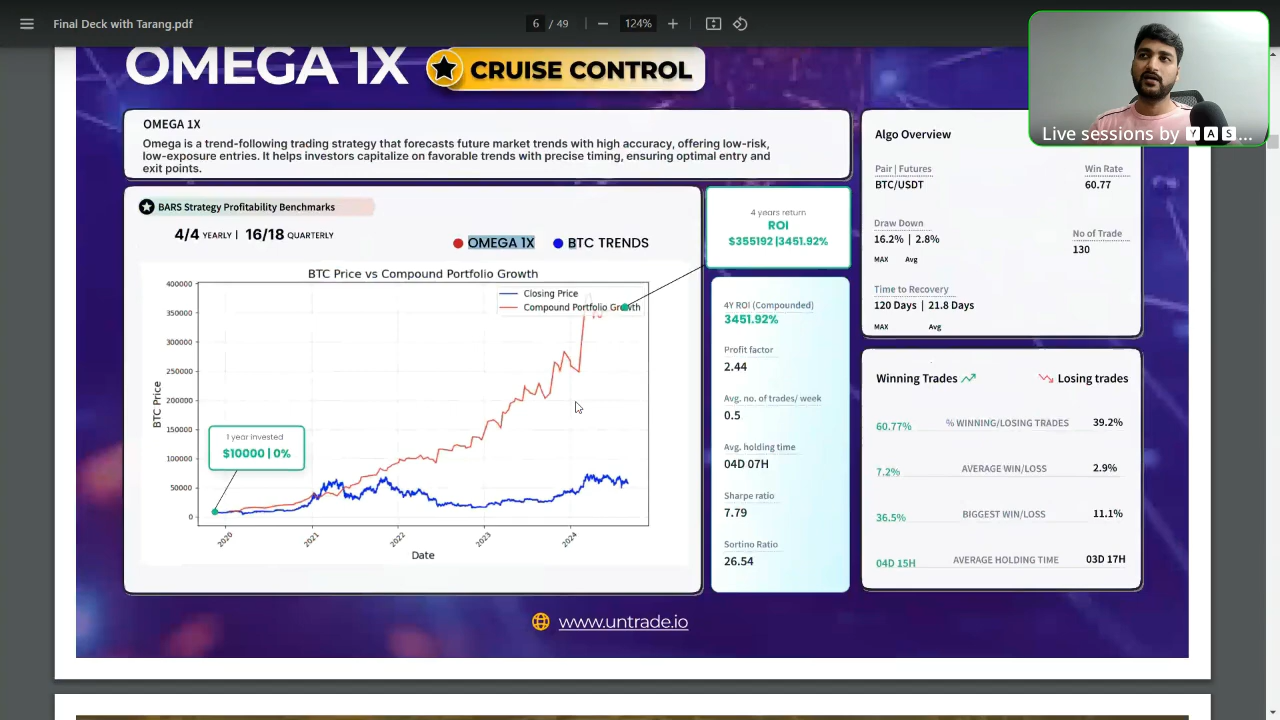 Final Deck with Tarang.pdf
6 / 49
124%
Live sessions by 🆈🅰🆂...
OMEGA 1X
CRUISE CONTROL
OMEGA 1X
Omega is a trend-following trading strategy that forecasts future market trends with high accuracy, offering low-risk,
low-exposure entries. It helps investors capitalize on favorable trends with precise timing, ensuring optimal entry and
exit points.
BARS Strategy Profitability Benchmarks
4/4 YEARLY | 16/18 QUARTERLY
OMEGA 1X
BTC TRENDS
BTC Price vs Compound Portfolio Growth
Closing Price
Compound Portfolio Growth
400000
350000
300000
250000
200000
150000
100000
50000
0
BTC Price
1 year invested
$10000 | 0%
2020
2021
2022
2023
2024
Date
4 years return
ROI
$355192 |3451.92%
4Y ROI (Compounded)
3451.92%
Profit factor
2.44
Avg. no. of trades/ week
0.5
Avg. holding time
04D 07H
Sharpe ratio
7.79
Sortino Ratio
26.54
Algo Overview
Pair | Futures
BTC/USDT
Win Rate
60.77
Draw Down
16.2% | 2.8%
MAX Avg
No of Trade
130
Time to Recovery
120 Days | 21.8 Days
MAX Avg
Winning Trades
Losing trades
60.77% % WINNING/LOSING TRADES 39.2%
7.2% AVERAGE WIN/LOSS 2.9%
36.5% BIGGEST WIN/LOSS 11.1%
04D 15H AVERAGE HOLDING TIME 03D 17H
www.untrade.io